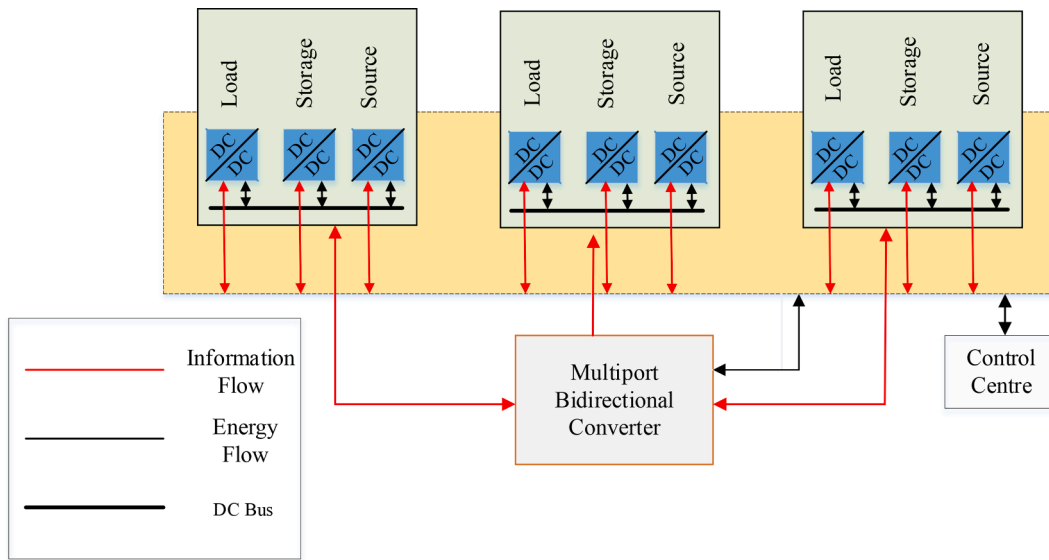 Load Storage Source
Load Storage Source
Load Storage Source
DC DC DC
DC DC DC
DC DC DC
DC DC DC
DC DC DC
DC DC DC
Information
Flow
Energy
Flow
DC Bus
Multiport
Bidirectional
Converter
Control
Centre